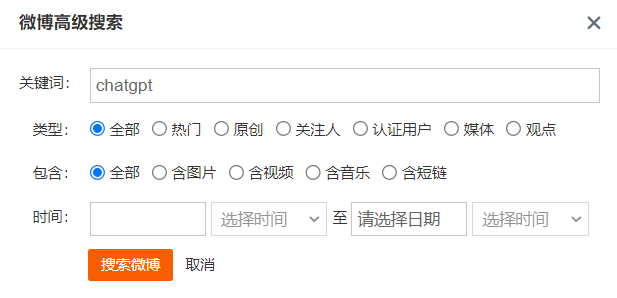 微博高级搜索
关键词： chatgpt
类型： 全部 热门 原创 关注人 认证用户 媒体 观点
包含： 全部 含图片 含视频 含音乐 含短链
时间： 选择时间 至 请选择日期 选择时间
搜索微博 取消